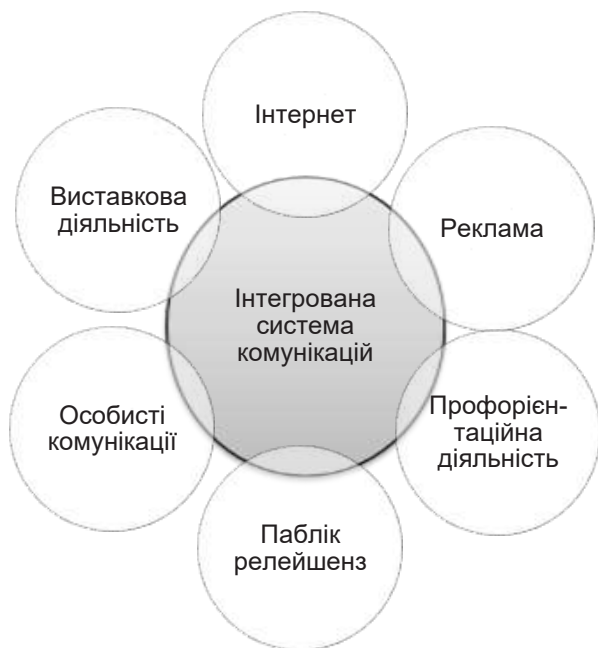 Інтернет
Виставкова
діяльність
Реклама
Інтегрована
система
комунікацій
Особисті
комунікації
Профорієн-
таційна
діяльність
Паблік
релейшенз